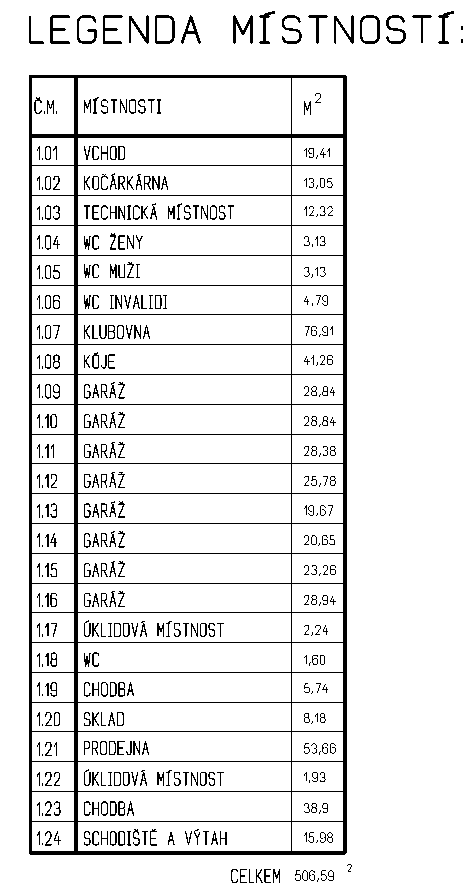 LEGENDA MÍSTNOSTÍ:
Č.M. MÍSTNOSTI M²
1.01 VCHOD 19,41
1.02 KOČÁRKÁRNA 13,05
1.03 TECHNICKÁ MÍSTNOST 12,32
1.04 WC ŽENY 3,13
1.05 WC MUŽI 3,13
1.06 WC INVALIDI 4,79
1.07 KLUBOVNA 76,91
1.08 KÓJE 41,26
1.09 GARÁŽ 28,84
1.10 GARÁŽ 28,84
1.11 GARÁŽ 28,38
1.12 GARÁŽ 25,78
1.13 GARÁŽ 19,67
1.14 GARÁŽ 20,65
1.15 GARÁŽ 23,26
1.16 GARÁŽ 28,94
1.17 ÚKLIDOVÁ MÍSTNOST 2,24
1.18 WC 1,60
1.19 CHODBA 5,74
1.20 SKLAD 8,18
1.21 PRODEJNA 53,66
1.22 ÚKLIDOVÁ MÍSTNOST 1,93
1.23 CHODBA 38,9
1.24 SCHODIŠTĚ A VÝTAH 15,98
CELKEM 506,59 ²